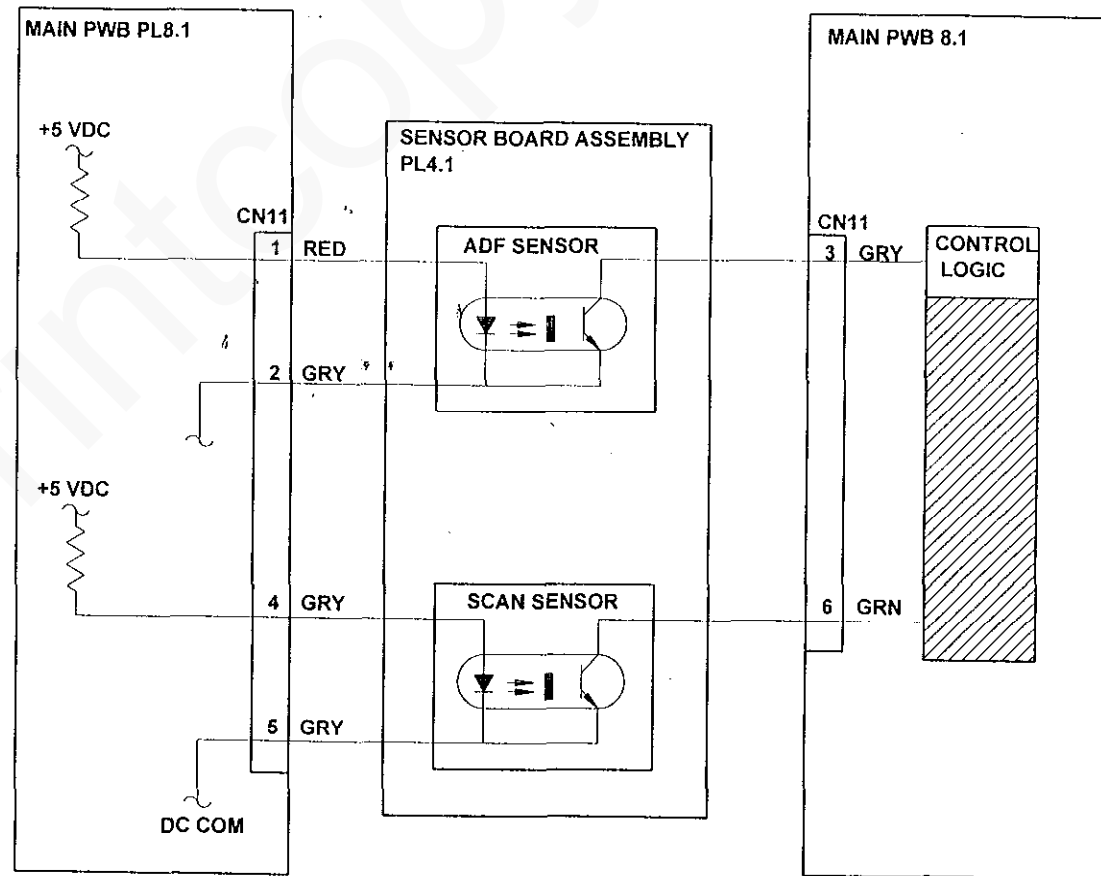 MAIN PWB PL8.1
MAIN PWB 8.1
+5 VDC
SENSOR BOARD ASSEMBLY
PL4.1
CN11
CN11
1 RED
ADF SENSOR
3 GRY
CONTROL
LOGIC
2 GRY
+5 VDC
4 GRY
SCAN SENSOR
6 GRN
5 GRY
DC COM